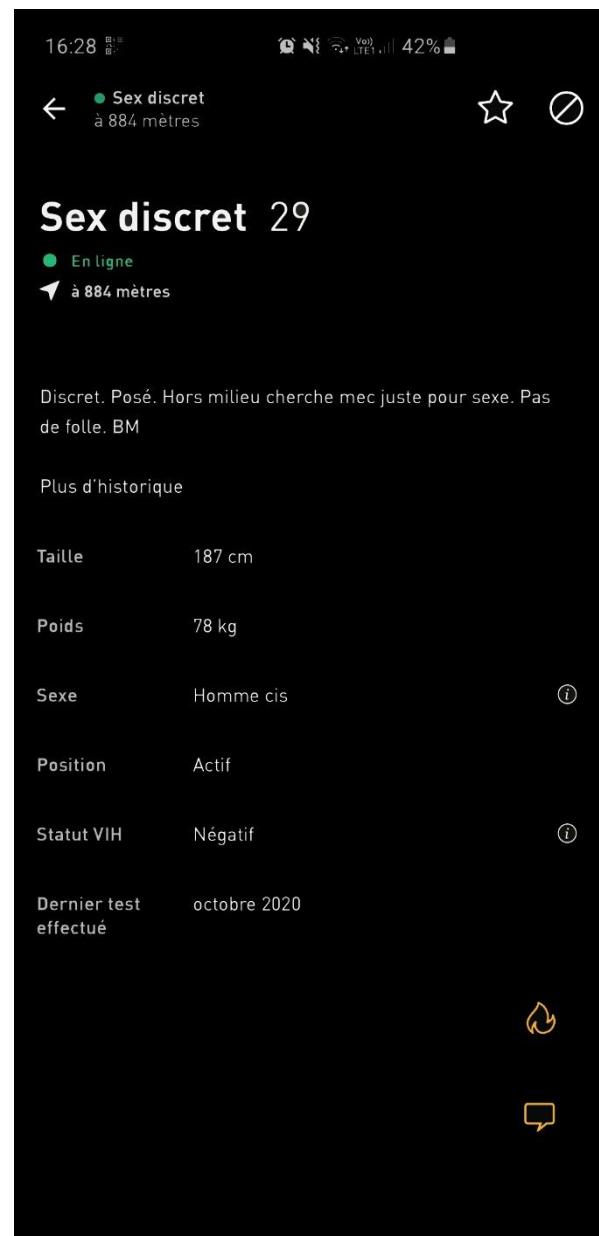 16:28 Vo)) LTE1 42%
Sex discret
à 884 mètres
Sex discret 29
En ligne
à 884 mètres
Discret. Posé. Hors milieu cherche mec juste pour sexe. Pas
de folle. BM
Plus d'historique
Taille 187 cm
Poids 78 kg
Sexe Homme cis
Position Actif
Statut VIH Négatif
Dernier test octobre 2020
effectué